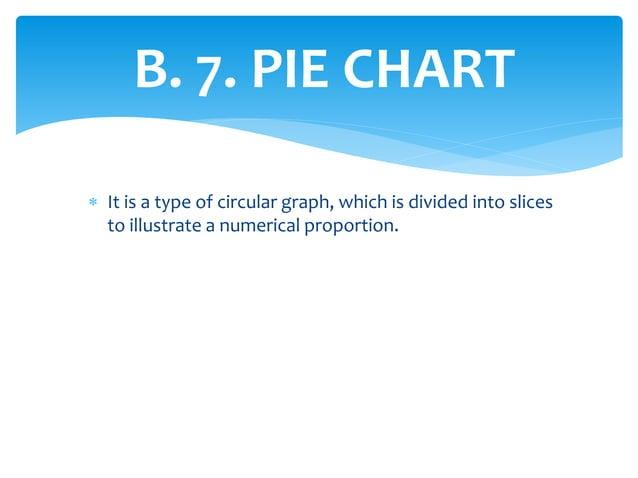 B. 7. PIE CHART
* It is a type of circular graph, which is divided into slices
to illustrate a numerical proportion.